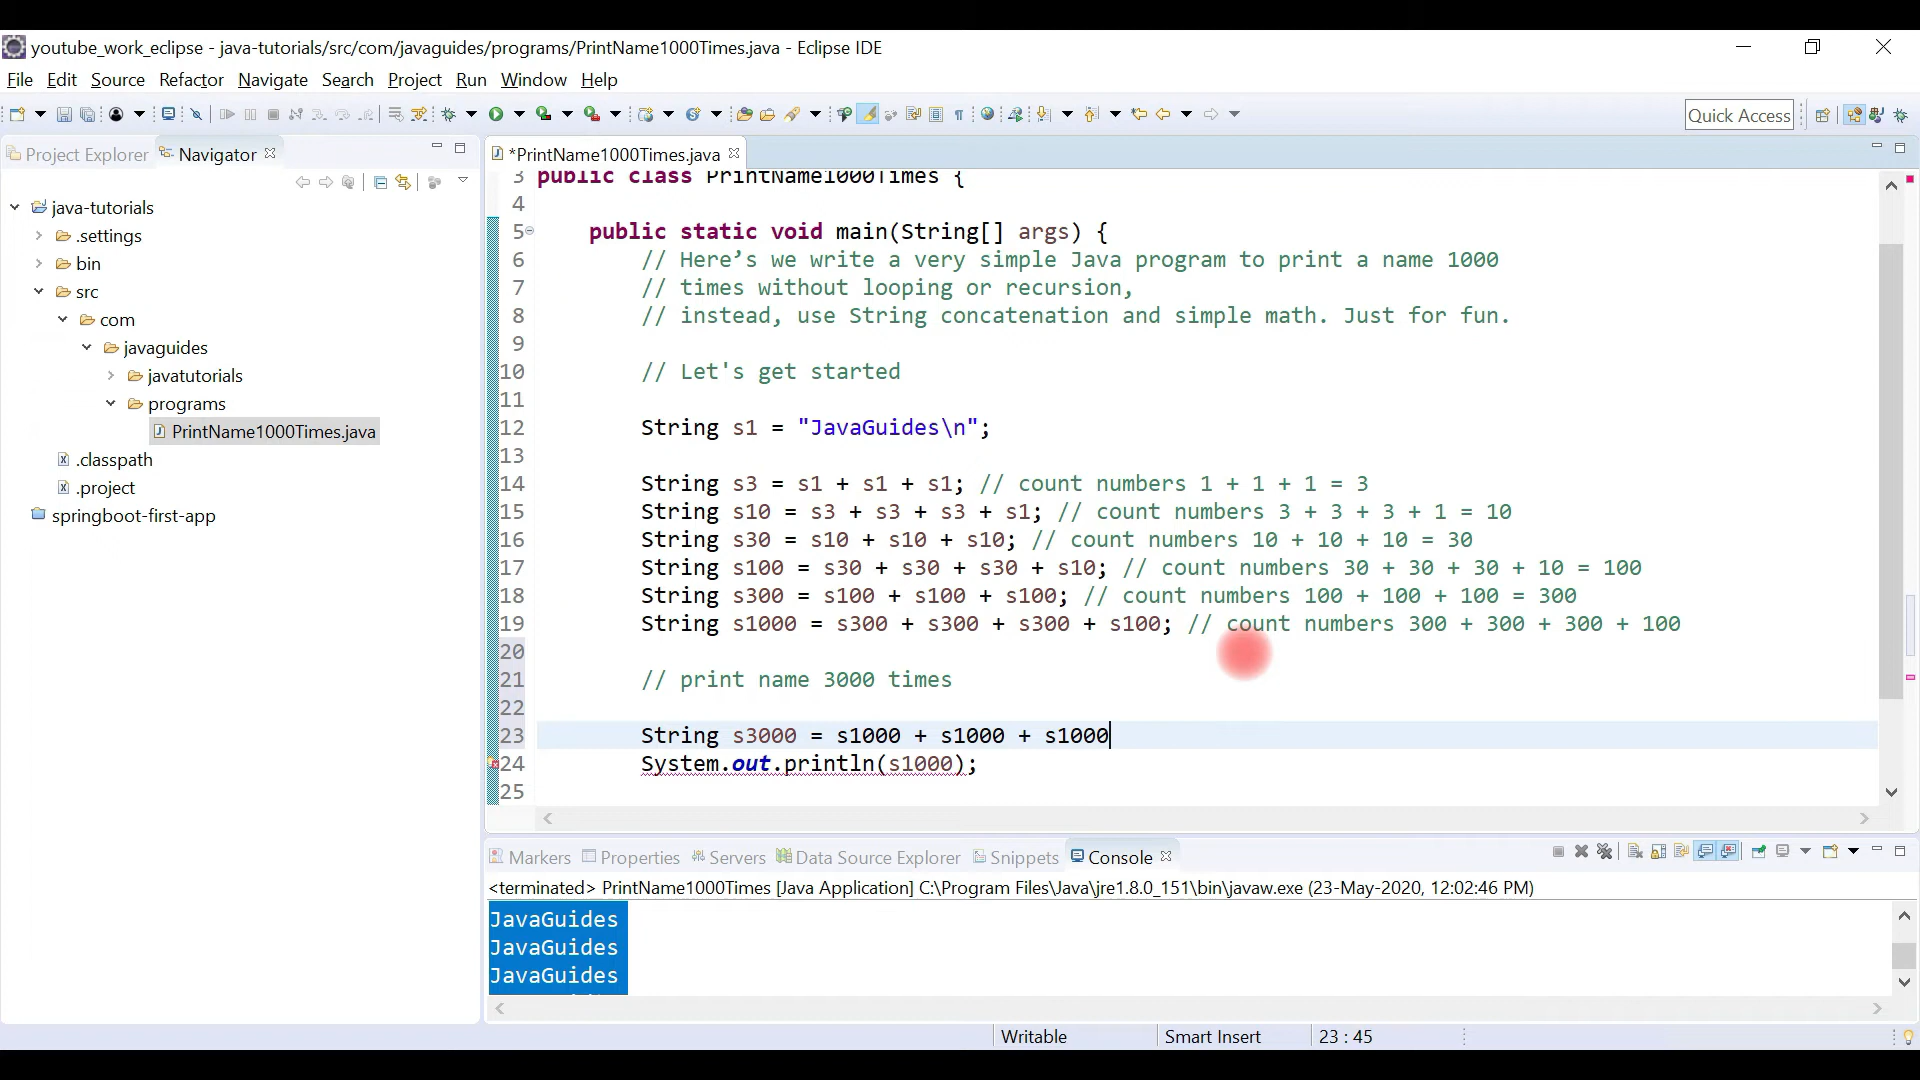 youtube_work_eclipse - java-tutorials/src/com/javaguides/programs/PrintName1000Times.java - Eclipse IDE
File Edit Source Refactor Navigate Search Project Run Window Help
Quick Access
Project Explorer Navigator
*PrintName1000Times.java
java-tutorials
.settings
bin
src
com
javaguides
javatutorials
programs
PrintName1000Times.java
.classpath
.project
springboot-first-app
3 public class PrintName1000Times {
4
5 public static void main(String[] args) {
6 // Here’s we write a very simple Java program to print a name 1000
7 // times without looping or recursion,
8 // instead, use String concatenation and simple math. Just for fun.
9
10 // Let's get started
11
12 String s1 = "JavaGuides\n";
13
14 String s3 = s1 + s1 + s1; // count numbers 1 + 1 + 1 = 3
15 String s10 = s3 + s3 + s3 + s1; // count numbers 3 + 3 + 3 + 1 = 10
16 String s30 = s10 + s10 + s10; // count numbers 10 + 10 + 10 = 30
17 String s100 = s30 + s30 + s30 + s10; // count numbers 30 + 30 + 30 + 10 = 100
18 String s300 = s100 + s100 + s100; // count numbers 100 + 100 + 100 = 300
19 String s1000 = s300 + s300 + s300 + s100; // count numbers 300 + 300 + 300 + 100
20
21 // print name 3000 times
22
23 String s3000 = s1000 + s1000 + s1000
24 System.out.println(s1000);
25
Markers Properties Servers Data Source Explorer Snippets Console
<terminated> PrintName1000Times [Java Application] C:\Program Files\Java\jre1.8.0_151\bin\javaw.exe (23-May-2020, 12:02:46 PM)
JavaGuides
JavaGuides
JavaGuides
Writable Smart Insert 23 : 45